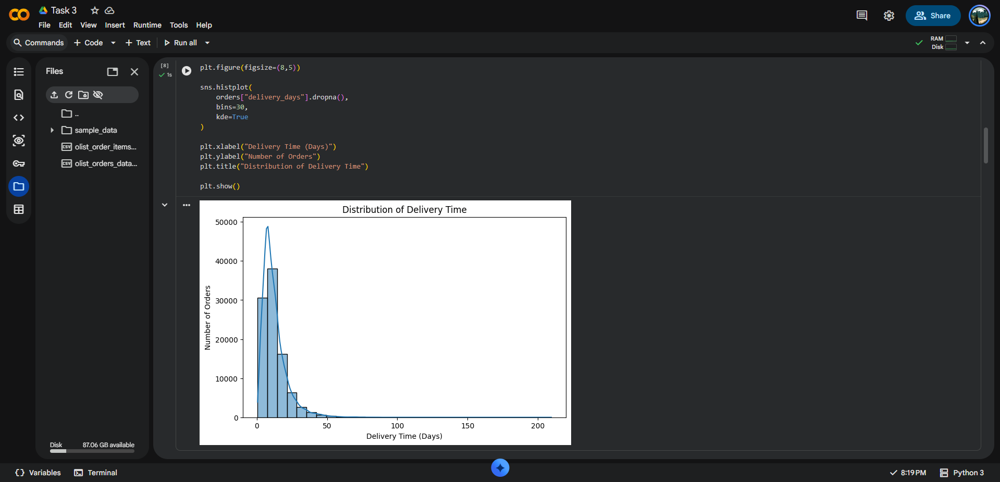 Task 3
File Edit View Insert Runtime Tools Help
Share
Commands + Code + Text Run all
RAM
Disk
Files
..
sample_data
olist_order_items...
olist_orders_data...
Disk 87.06 GB available
[8]
1s
plt.figure(figsize=(8,5))
sns.histplot(
    orders["delivery_days"].dropna(),
    bins=30,
    kde=True
)
plt.xlabel("Delivery Time (Days)")
plt.ylabel("Number of Orders")
plt.title("Distribution of Delivery Time")
plt.show()
Distribution of Delivery Time
Number of Orders
50000
40000
30000
20000
10000
0
0 50 100 150 200
Delivery Time (Days)
Variables Terminal
8:19 PM Python 3